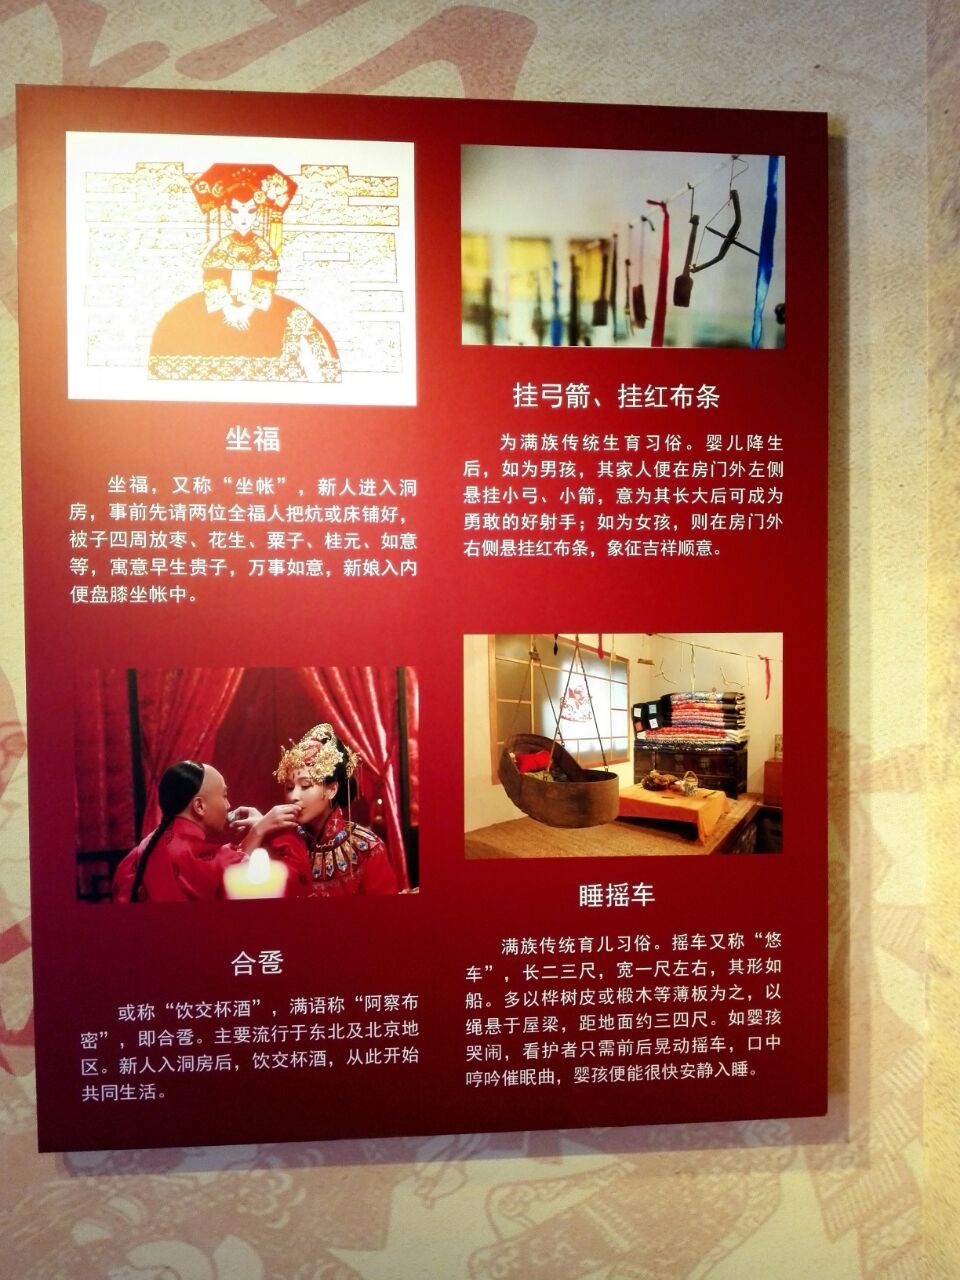 坐福
坐福，又称“坐帐”，新人进入洞
房，事前先请两位全福人把炕或床铺好，
被子四周放枣、花生、栗子、桂元、如意
等，寓意早生贵子，万事如意，新娘入内
便盘膝坐帐中。
挂弓箭、挂红布条
为满族传统生育习俗。婴儿降生
后，如为男孩，其家人便在房门外左侧
悬挂小弓、小箭，意为其长大后可成为
勇敢的好射手；如为女孩，则在房门外
右侧悬挂红布条，象征吉祥顺意。
合卺
或称“饮交杯酒”，满语称“阿察布
密”，即合卺。主要流行于东北及北京地
区。新人入洞房后，饮交杯酒，从此开始
共同生活。
睡摇车
满族传统育儿习俗。摇车又称“悠
车”，长二三尺，宽一尺左右，其形如
船。多以桦树皮或椴木等薄板为之，以
绳悬于屋梁，距地面约三四尺。如婴孩
哭闹，看护者只需前后晃动摇车，口中
哼吟催眠曲，婴孩便能很快安静入睡。